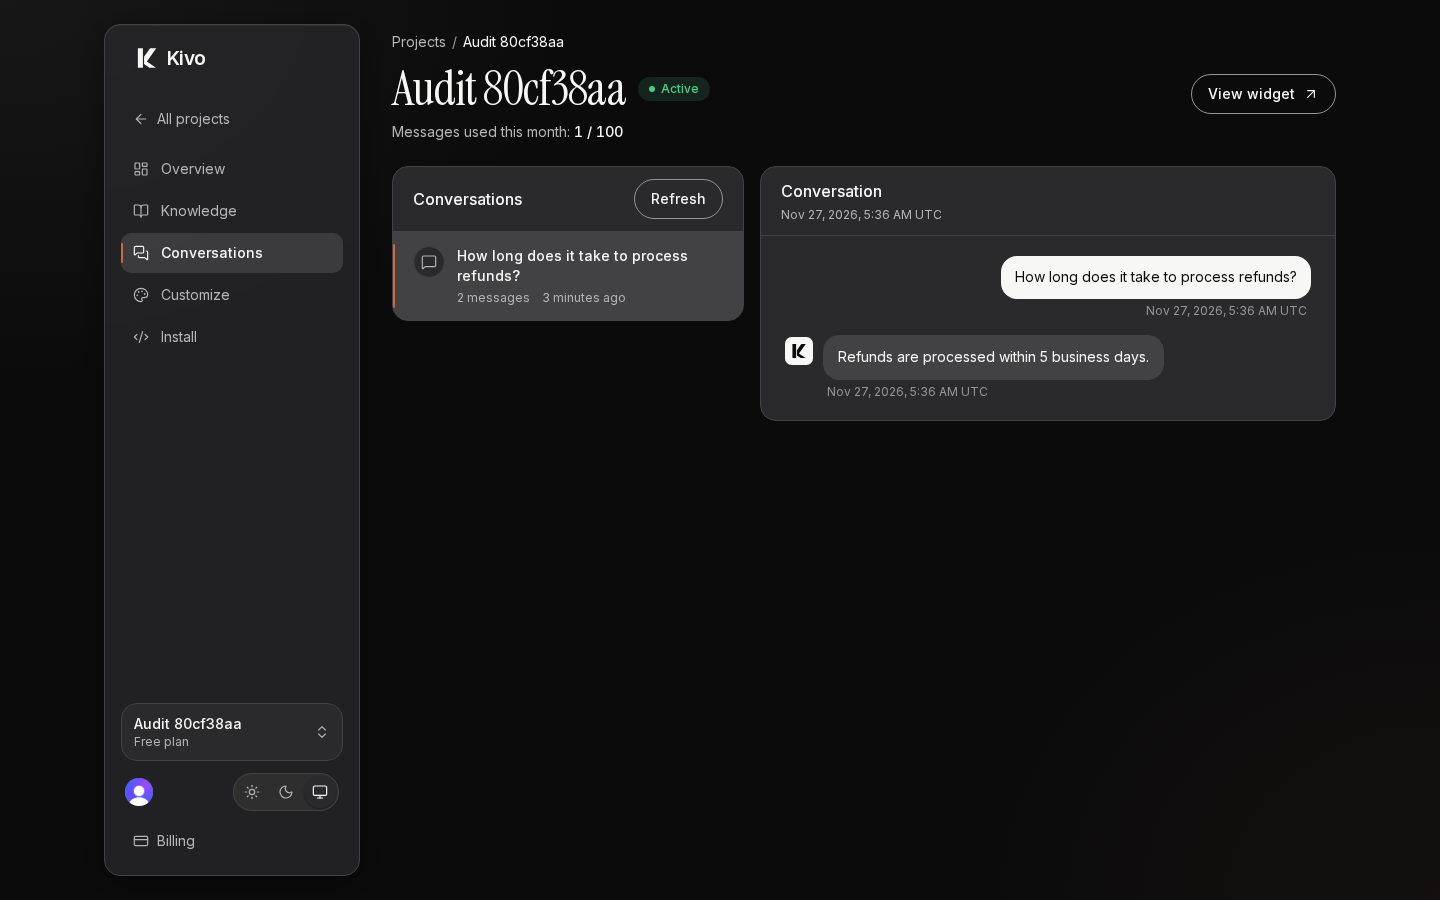 Kivo
All projects
Overview
Knowledge
Conversations
Customize
Install
Audit 80cf38aa
Free plan
Billing
Projects / Audit 80cf38aa
Audit 80cf38aa
Active
Messages used this month: 1 / 100
View widget
Conversations
Refresh
How long does it take to process
refunds?
2 messages 3 minutes ago
Conversation
Nov 27, 2026, 5:36 AM UTC
How long does it take to process refunds?
Nov 27, 2026, 5:36 AM UTC
Refunds are processed within 5 business days.
Nov 27, 2026, 5:36 AM UTC